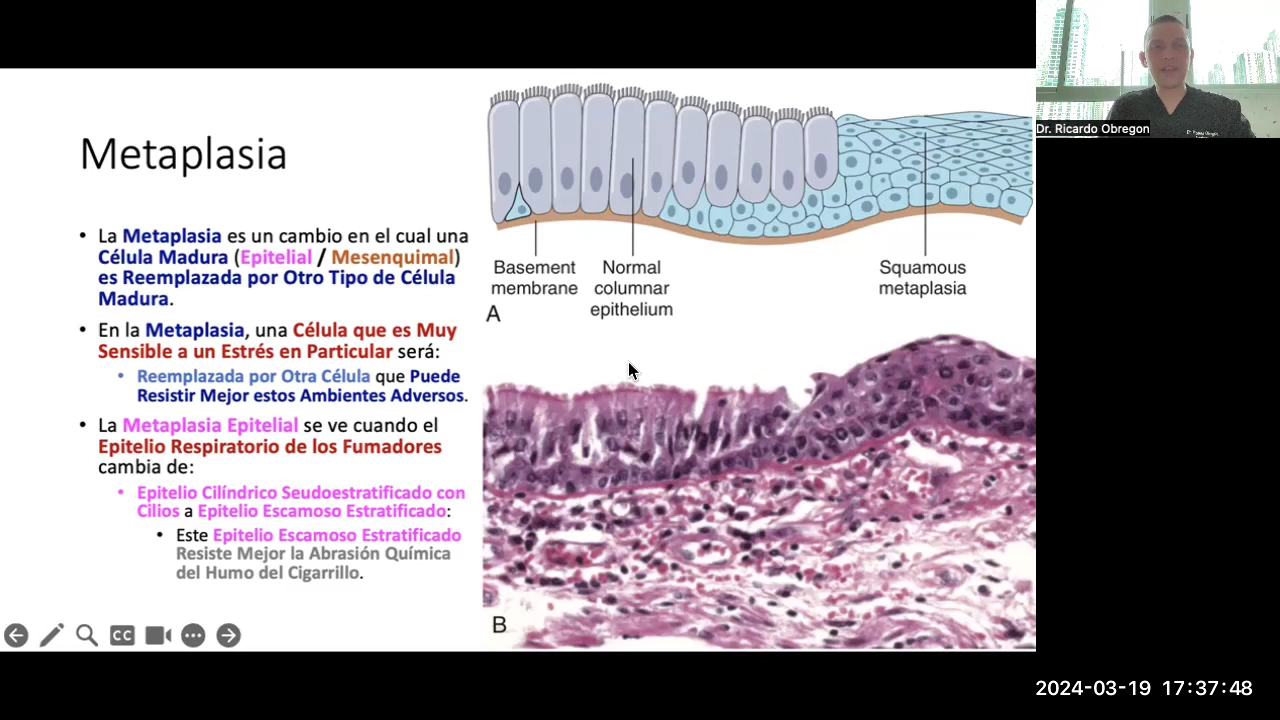 Metaplasia
La Metaplasia es un cambio en el cual una
Célula Madura (Epitelial / Mesenquimal)
es Reemplazada por Otro Tipo de Célula
Madura.
En la Metaplasia, una Célula que es Muy
Sensible a un Estrés en Particular será:
Reemplazada por Otra Célula que Puede
Resistir Mejor estos Ambientes Adversos.
La Metaplasia Epitelial se ve cuando el
Epitelio Respiratorio de los Fumadores
cambia de:
Epitelio Cilíndrico Seudoestratificado con
Cilios a Epitelio Escamoso Estratificado:
Este Epitelio Escamoso Estratificado
Resiste Mejor la Abrasión Química
del Humo del Cigarrillo.
Basement
membrane
Normal
columnar
epithelium
Squamous
metaplasia
A
B
CC
Dr. Ricardo Obregon
2024-03-19 17:37:48